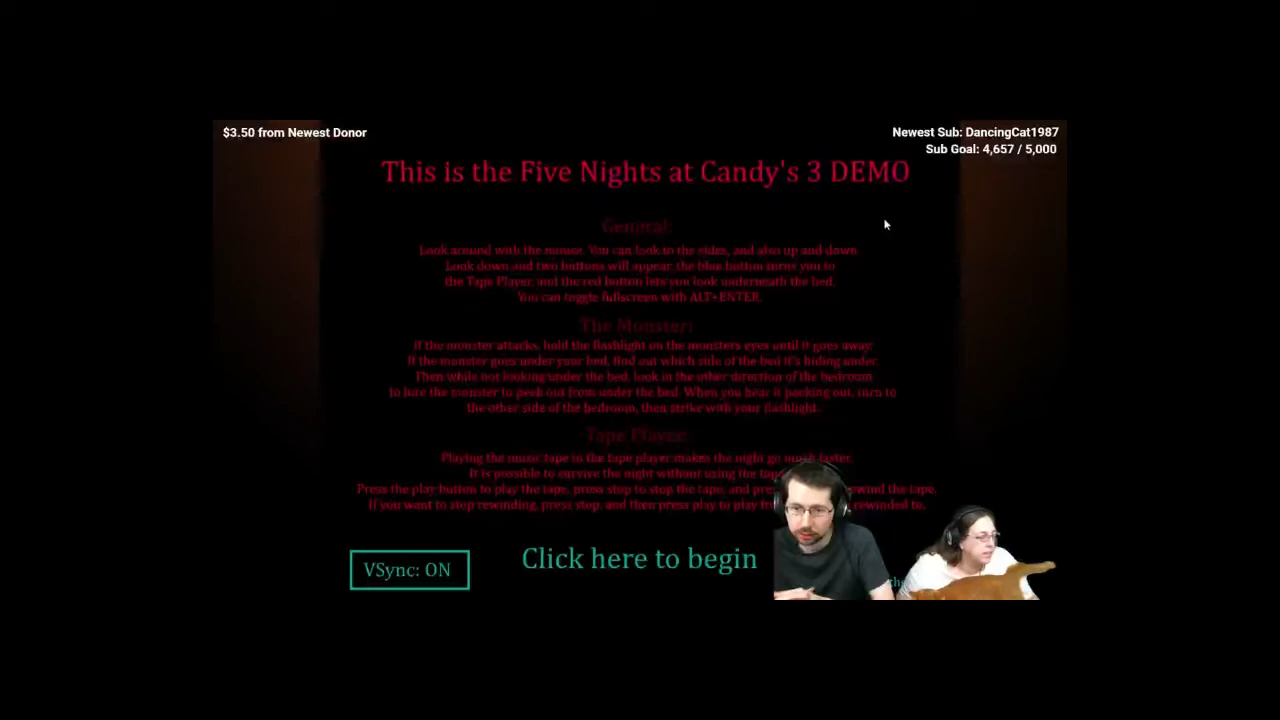 $3.50 from Newest Donor
Newest Sub: DancingCat1987
Sub Goal: 4,657 / 5,000
This is the Five Nights at Candy's 3 DEMO
General:
Look around with the mouse. You can look to the sides, and also up and down.
Look down and two buttons will appear, the blue button turns you to
the Tape Player, and the red button lets you look underneath the bed.
You can toggle fullscreen with ALT+ENTER.
The Monster:
If the monster attacks, hold the flashlight on the monsters eyes until it goes away.
If the monster goes under your bed, find out which side of the bed it's hiding under.
Then while not looking under the bed, look in the other direction of the bedroom
to lure the monster to peek out from under the bed. When you hear it peeking out, turn to
the other side of the bedroom, then strike with your flashlight.
Tape Player:
Playing the music tape in the tape player makes the night go much faster.
It is possible to survive the night without using the
Press the play button to play the tape, press stop to stop the tape, and rewind the tape.
If you want to stop rewinding, press stop, and then press play to play rewinded to.
VSync: ON
Click here to begin